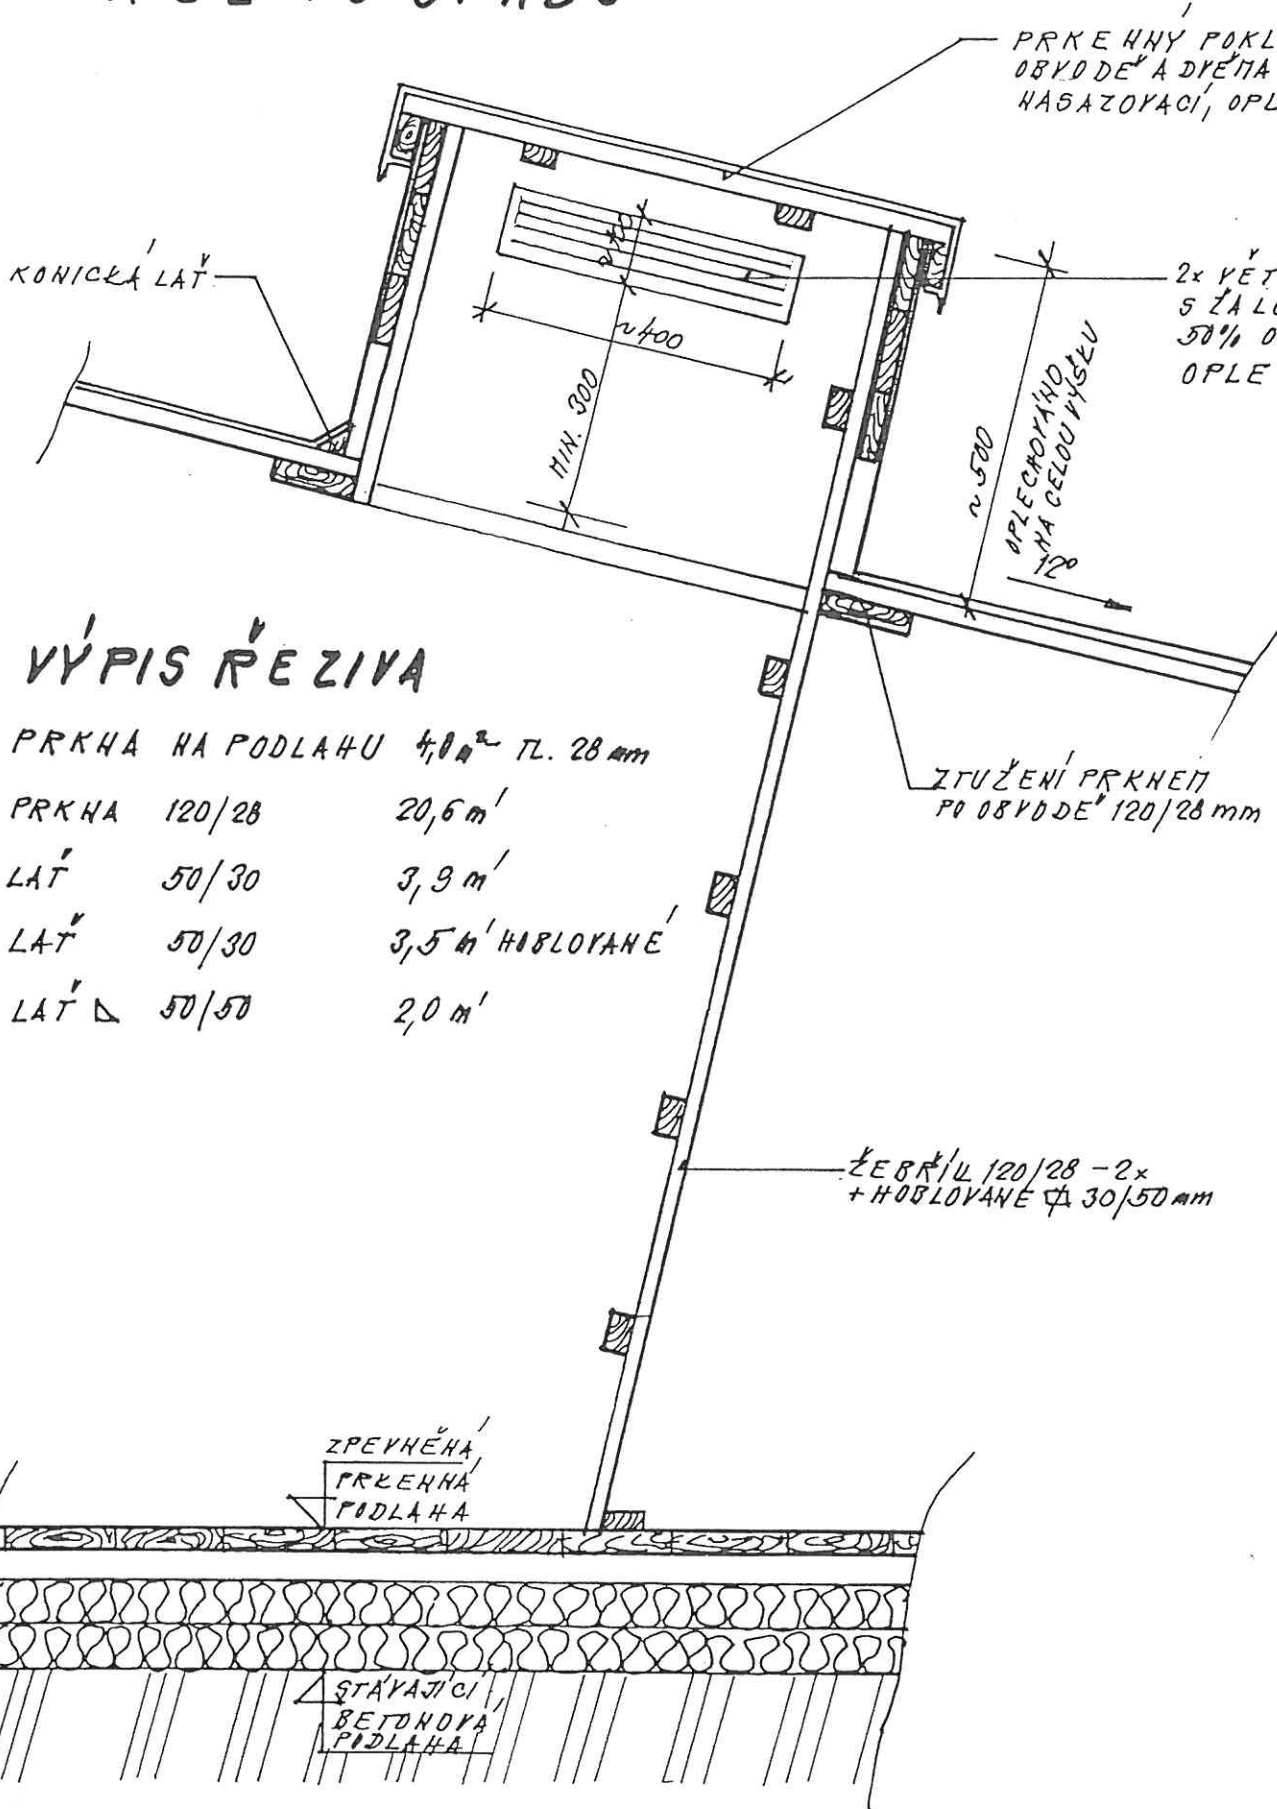 PRKENNÝ POKL
OBVODĚ A DVĚMA
NASAZOVACÍ, OPL
KONICKÁ LAŤ
2x VĚT
S ŽALU
50% O
OPLE
~400
MIN. 300
~500
OPLECHOVÁNO
NA CELOU VÝŠKU
12°
VÝPIS ŘEZIVA
PRKNA NA PODLAHU 4,0 m² TL. 28 mm
PRKNA 120/28 20,6 m'
LAŤ 50/30 3,9 m'
LAŤ 50/30 3,5 m' HOBLOVANÉ
LAŤ 50/50 2,0 m'
ZTUŽENÍ PRKNEM
PO OBVODĚ 120/28 mm
ŽEBŘÍK 120/28 - 2x
+ HOBLOVANÉ 30/50 mm
ZPEVNĚNÁ
PRKENNÁ
PODLAHA
STÁVAJÍCÍ
BETONOVÁ
PODLAHA